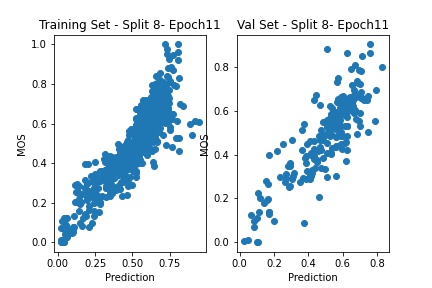 Training Set - Split 8- Epoch11
1.0
0.8
0.6
0.4
0.2
0.0
MOS
0.00 0.25 0.50 0.75
Prediction
Val Set - Split 8- Epoch11
0.8
0.6
0.4
0.2
0.0
MOS
0.0 0.2 0.4 0.6 0.8
Prediction